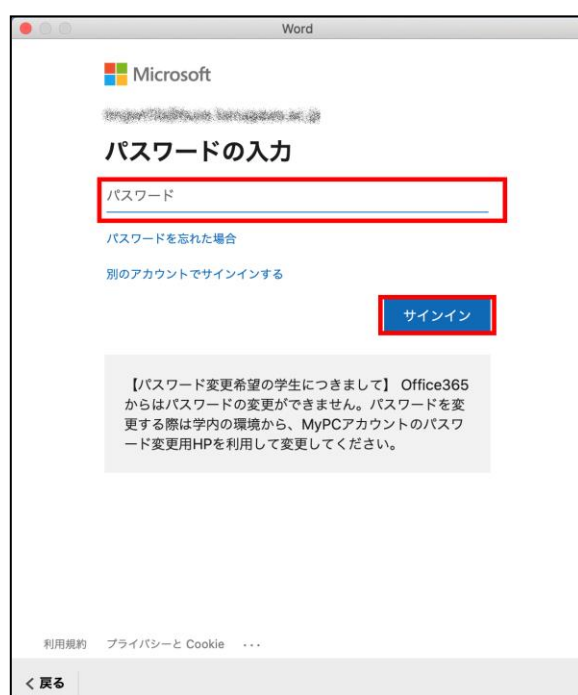 Word
Microsoft
パスワードの入力
パスワード
パスワードを忘れた場合
別のアカウントでサインインする
サインイン
【パスワード変更希望の学生につきまして】 Office365
からはパスワードの変更ができません。パスワードを変
更する際は学内の環境から、MyPCアカウントのパスワ
ード変更用HPを利用して変更してください。
利用規約 プライバシーと Cookie ...
< 戻る